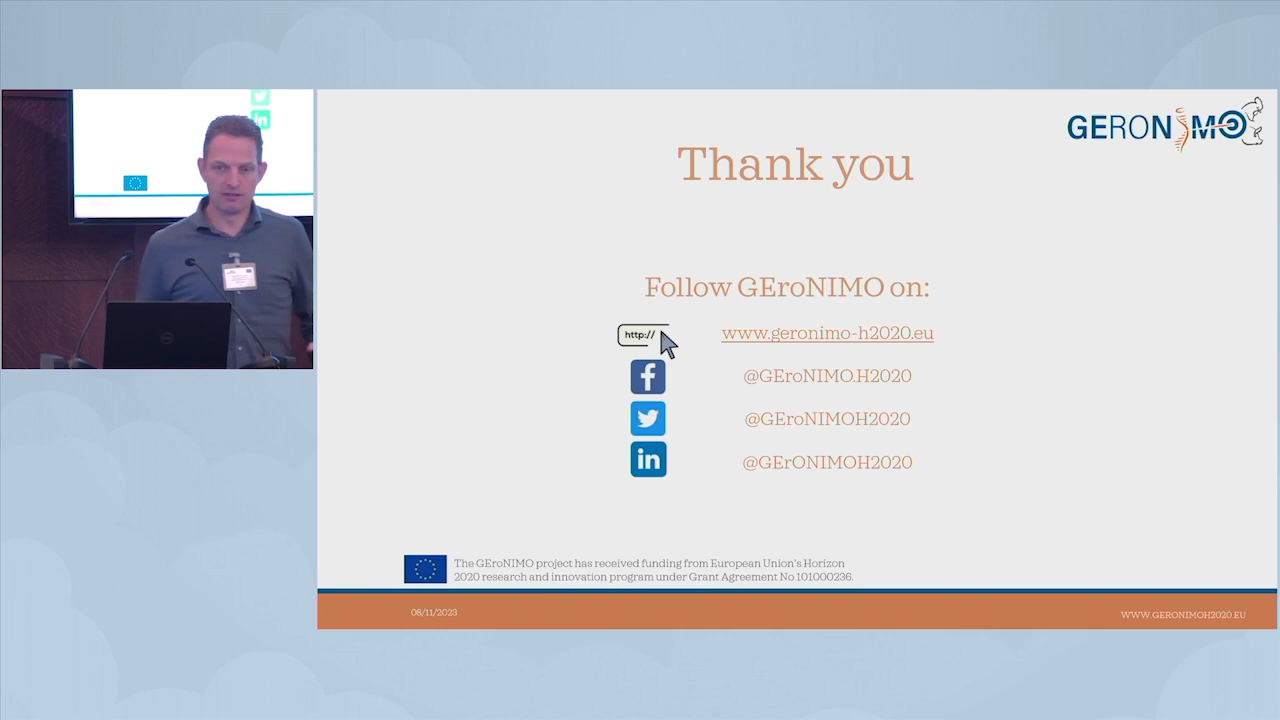 GERONIMO
Thank you
Follow GEroNIMO on:
http://
www.geronimo-h2020.eu
@GEroNIMO.H2020
@GEroNIMOH2020
in
@GErONIMOH2020
The GEroNIMO project has received funding from European Union's Horizon
2020 research and innovation program under Grant Agreement No 101000236.
08/11/2023
WWW.GERONIMOH2020.EU